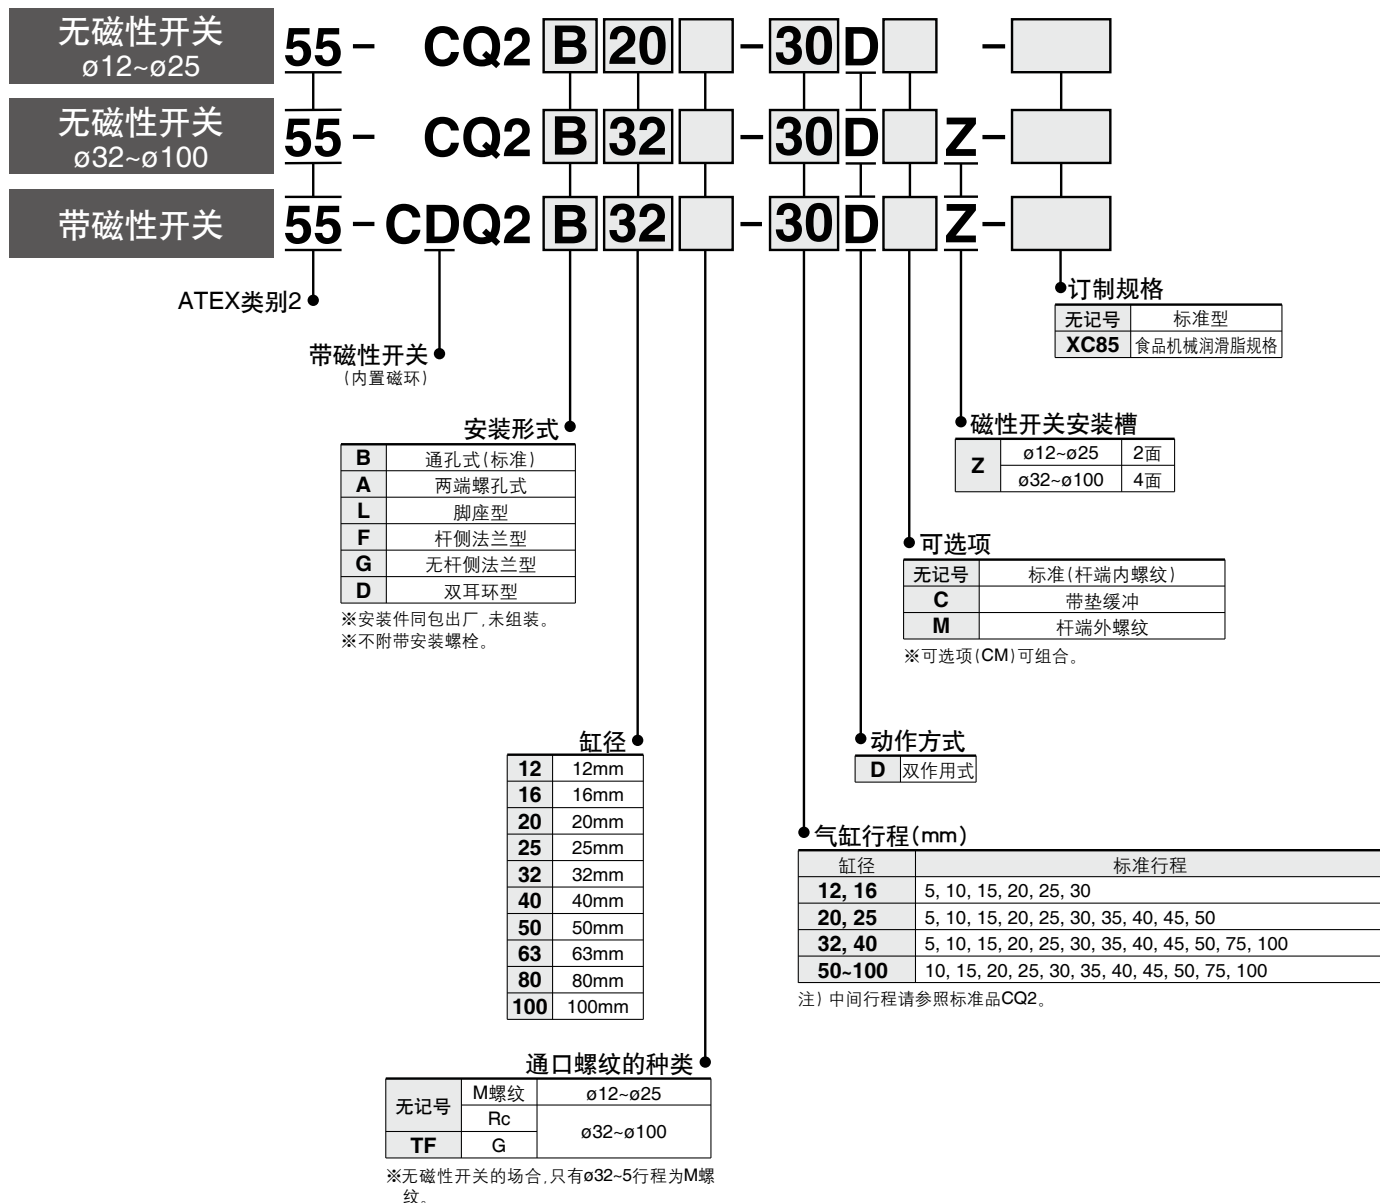 无磁性开关
ø12~ø25
55 - CQ2 B 20 - 30 D -
无磁性开关
ø32~ø100
55 - CQ2 B 32 - 30 D Z -
带磁性开关
55 - CDQ2 B 32 - 30 D Z -
ATEX类别2
带磁性开关
(内置磁环)
订制规格
无记号 标准型
XC85 食品机械润滑脂规格
安装形式
B 通孔式(标准)
A 两端螺孔式
L 脚座型
F 杆侧法兰型
G 无杆侧法兰型
D 双耳环型
※安装件同包出厂,未组装。
※不附带安装螺栓。
磁性开关安装槽
Z ø12~ø25 2面
ø32~ø100 4面
可选项
无记号 标准(杆端内螺纹)
C 带垫缓冲
M 杆端外螺纹
※可选项(CM)可组合。
缸径
12 12mm
16 16mm
20 20mm
25 25mm
32 32mm
40 40mm
50 50mm
63 63mm
80 80mm
100 100mm
动作方式
D 双作用式
气缸行程(mm)
缸径 标准行程
12, 16 5, 10, 15, 20, 25, 30
20, 25 5, 10, 15, 20, 25, 30, 35, 40, 45, 50
32, 40 5, 10, 15, 20, 25, 30, 35, 40, 45, 50, 75, 100
50~100 10, 15, 20, 25, 30, 35, 40, 45, 50, 75, 100
注) 中间行程请参照标准品CQ2。
通口螺纹的种类
无记号 M螺纹 ø12~ø25
Rc ø32~ø100
TF G
※无磁性开关的场合,只有ø32~5行程为M螺
纹。